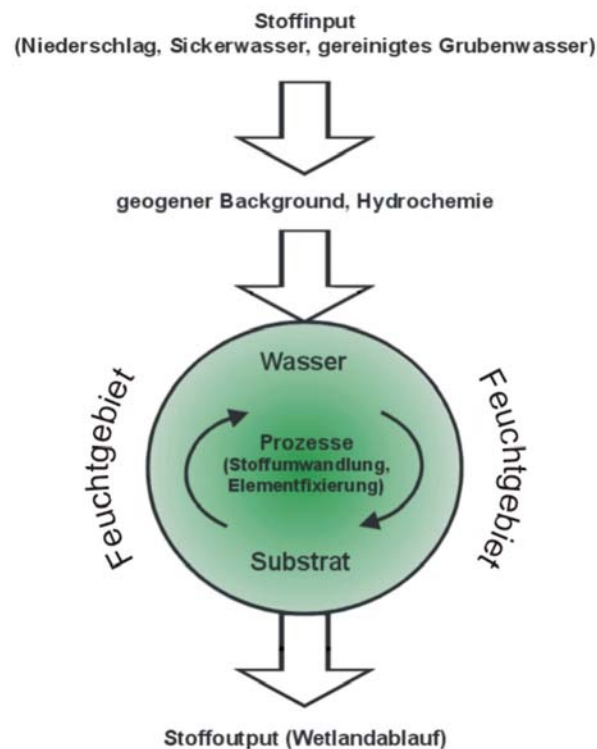 Stoffinput
(Niederschlag, Sickerwasser, gereinigtes Grubenwasser)
geogener Background, Hydrochemie
Wasser
Feuchtgebiet
Feuchtgebiet
Prozesse
(Stoffumwandlung,
Elementfixierung)
Substrat
Stoffoutput (Wetlandablauf)